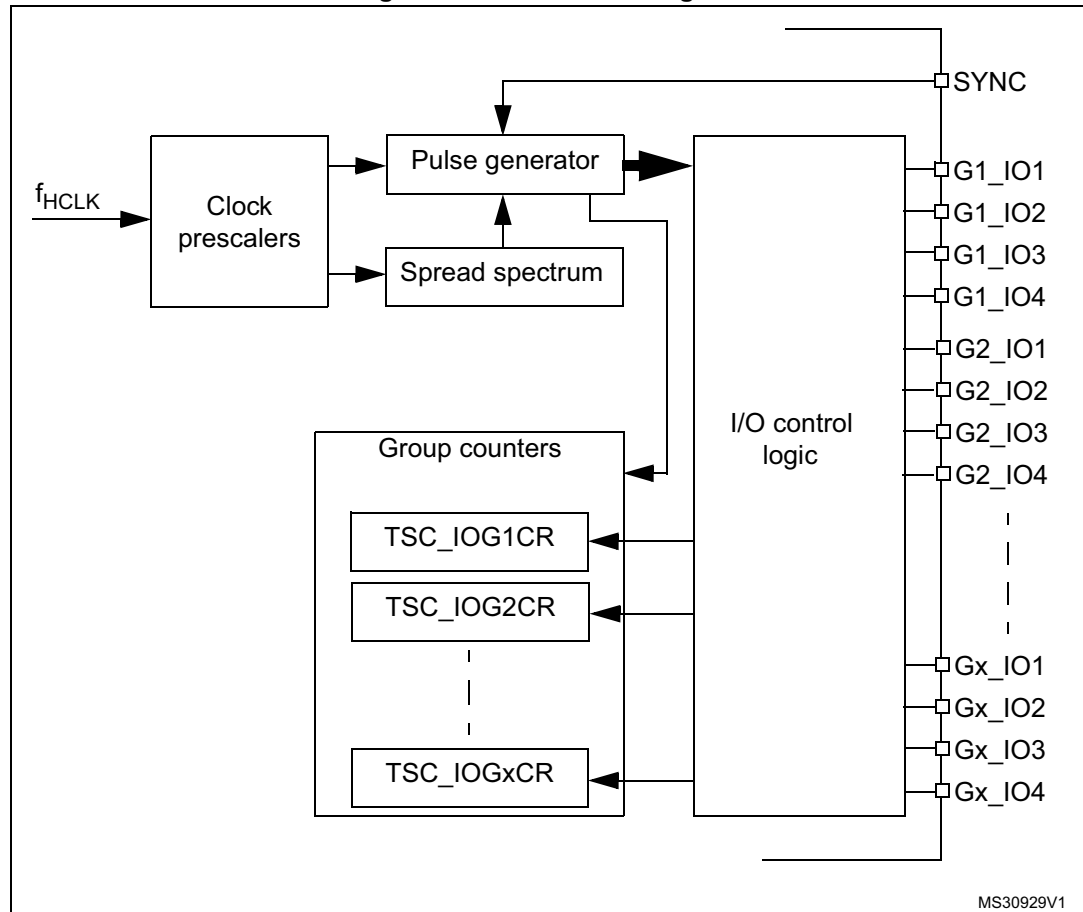 SYNC
Pulse generator
G1_IO1
fHCLK
Clock
prescalers
G1_IO2
G1_IO3
Spread spectrum
G1_IO4
G2_IO1
G2_IO2
I/O control
logic
G2_IO3
Group counters
G2_IO4
TSC_IOG1CR
TSC_IOG2CR
Gx_IO1
Gx_IO2
Gx_IO3
TSC_IOGxCR
Gx_IO4
MS30929V1